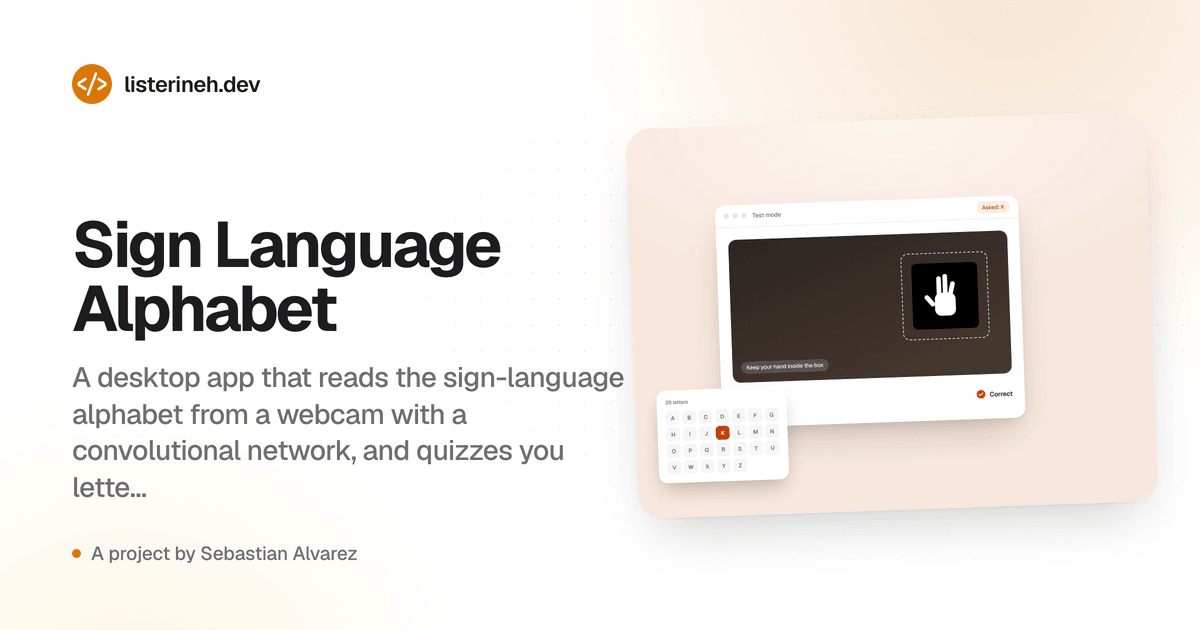 listerineh.dev
Sign Language
Alphabet
A desktop app that reads the sign-language
alphabet from a webcam with a
convolutional network, and quizzes you
lette...
A project by Sebastian Alvarez
Test mode
Asked: K
Keep your hand inside the box
Correct
26 letters
A B C D E F G
H I J K L M N
O P Q R S T U
V W X Y Z